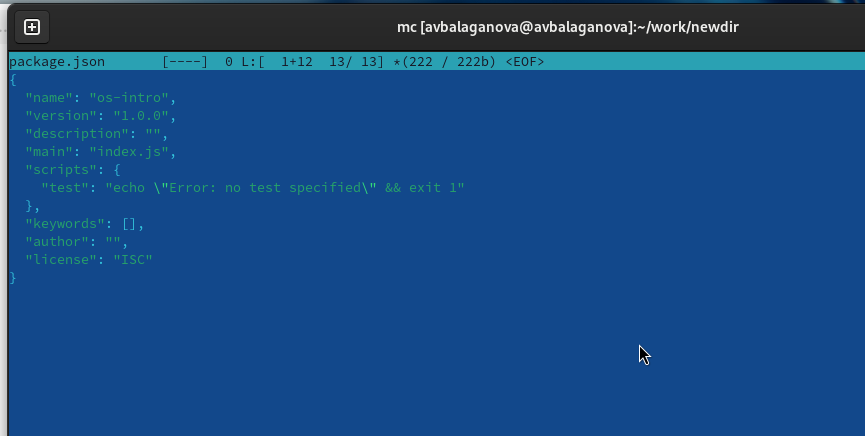 mc [avbalaganova@avbalaganova]:~/work/newdir
package.json       [----]  0 L:[  1+12  13/ 13] *(222 / 222b) <EOF>
{
  "name": "os-intro",
  "version": "1.0.0",
  "description": "",
  "main": "index.js",
  "scripts": {
    "test": "echo \"Error: no test specified\" && exit 1"
  },
  "keywords": [],
  "author": "",
  "license": "ISC"
}